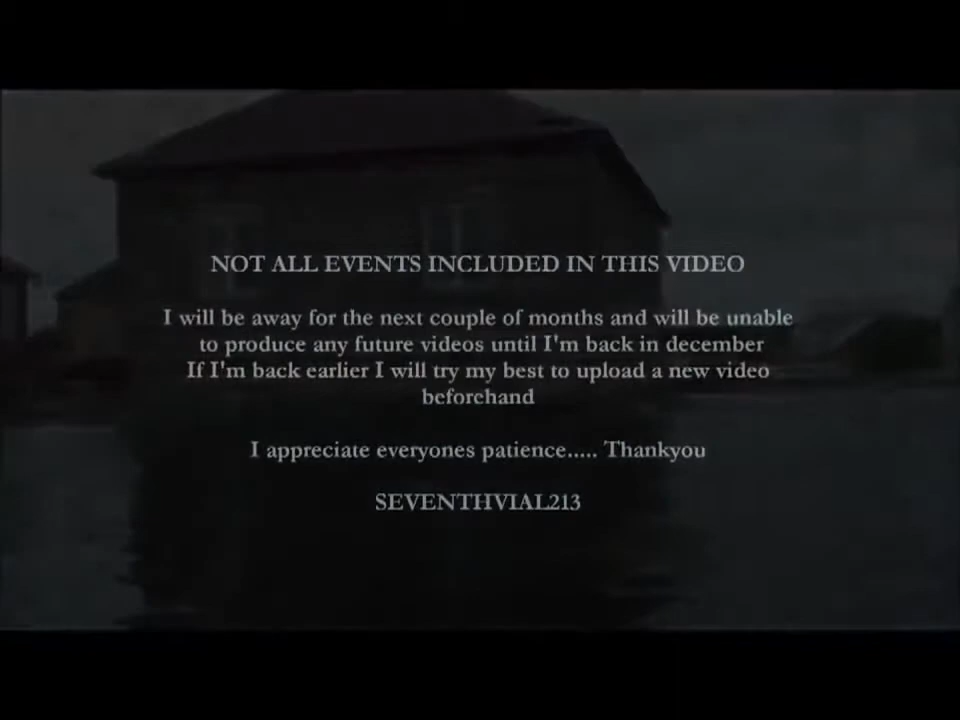 NOT ALL EVENTS INCLUDED IN THIS VIDEO
I will be away for the next couple of months and will be unable
to produce any future videos until I'm back in december
If I'm back earlier I will try my best to upload a new video
beforehand
I appreciate everyones patience..... Thankyou
SEVENTHVIAL213